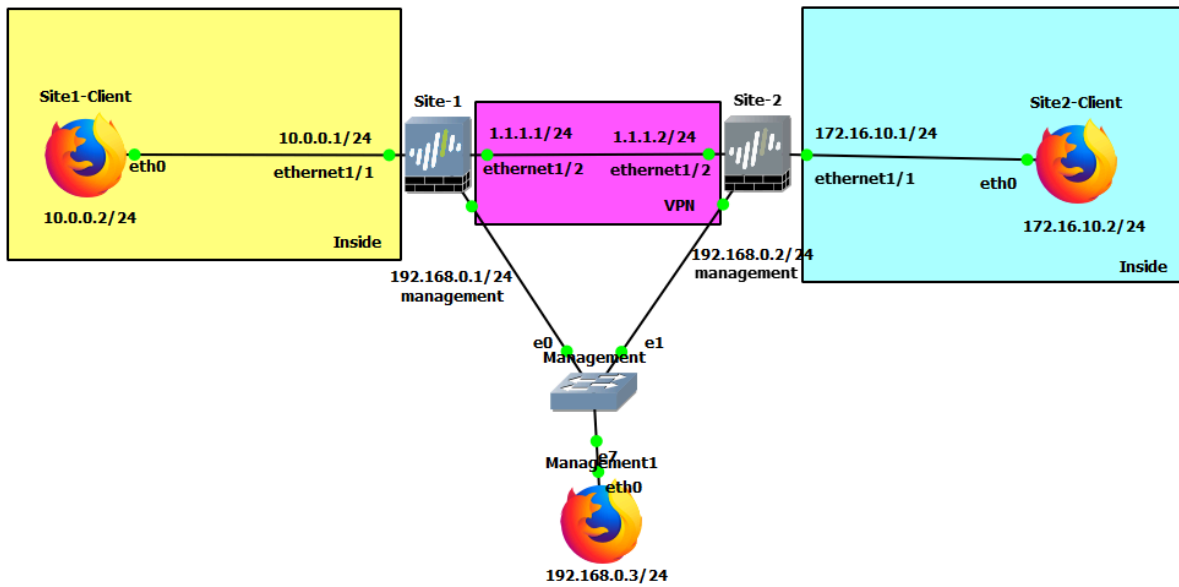 Site1-Client
eth0
10.0.0.2/24
10.0.0.1/24
ethernet1/1
Inside
Site-1
1.1.1.1/24
ethernet1/2
1.1.1.2/24
ethernet1/2
VPN
Site-2
172.16.10.1/24
ethernet1/1
Site2-Client
eth0
172.16.10.2/24
Inside
192.168.0.1/24
management
192.168.0.2/24
management
e0
e1
Management
e7
Management1
eth0
192.168.0.3/24